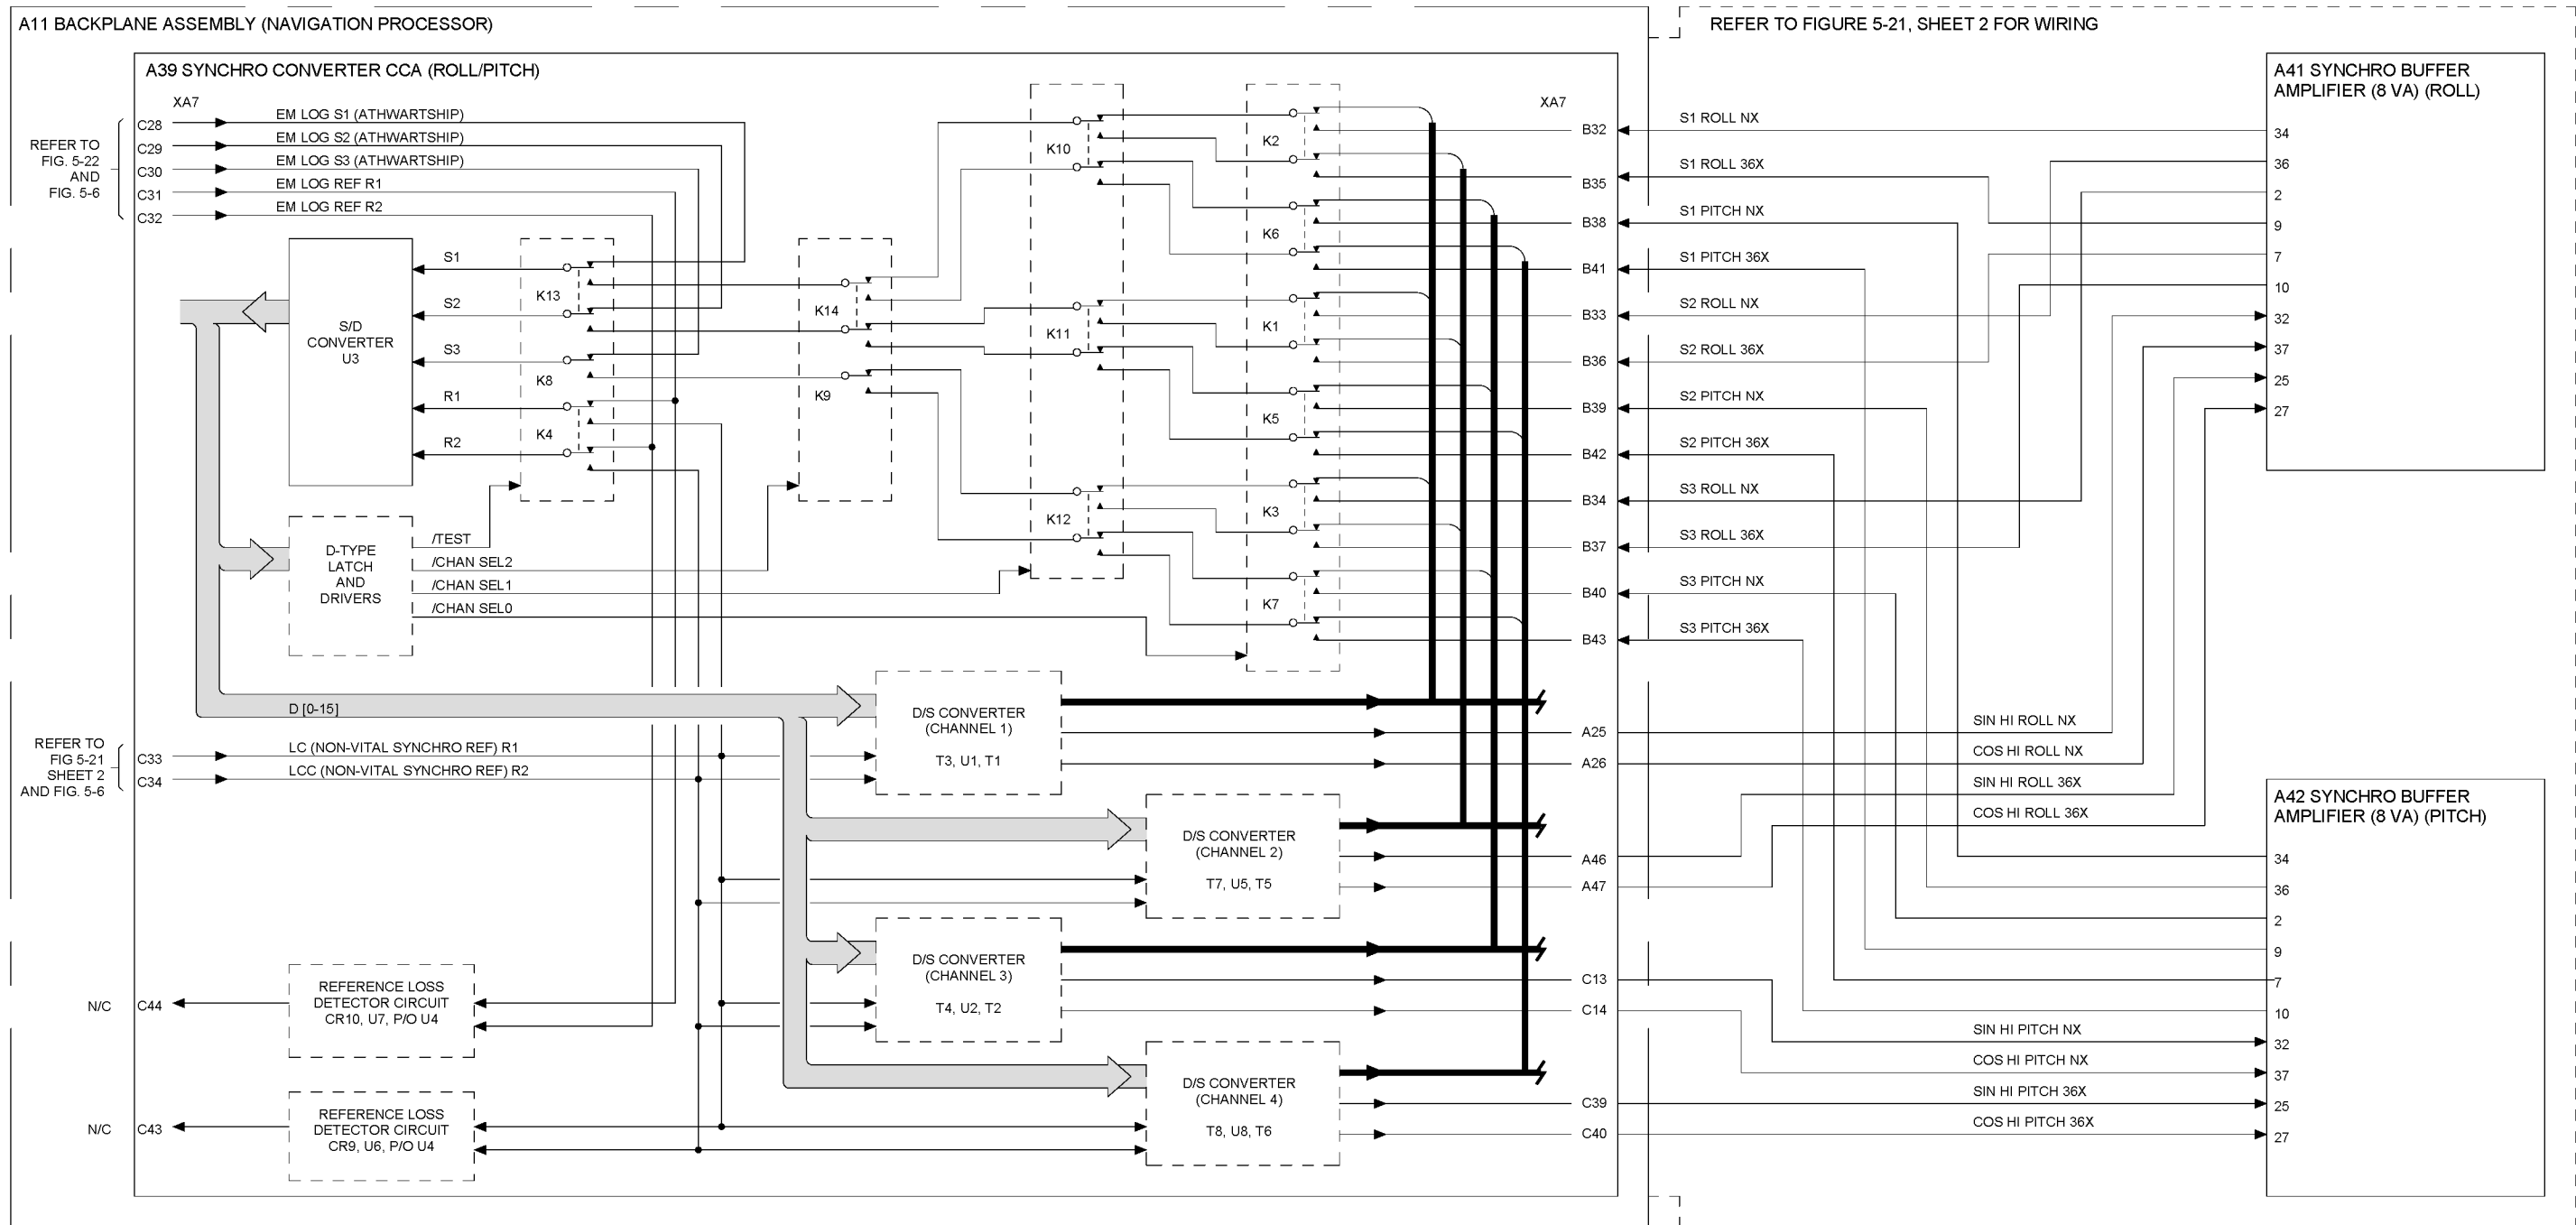 A11 BACKPLANE ASSEMBLY (NAVIGATION PROCESSOR)
REFER TO FIGURE 5-21, SHEET 2 FOR WIRING
A39 SYNCHRO CONVERTER CCA (ROLL/PITCH)
XA7
REFER TO
FIG. 5-22
AND
FIG. 5-6
C28
C29
C30
C31
C32
EM LOG S1 (ATHWARTSHIP)
EM LOG S2 (ATHWARTSHIP)
EM LOG S3 (ATHWARTSHIP)
EM LOG REF R1
EM LOG REF R2
S/D
CONVERTER
U3
S1
S2
S3
R1
R2
K13
K8
K4
K14
K9
K10
K11
K12
K2
K6
K1
K5
K3
K7
D-TYPE
LATCH
AND
DRIVERS
/TEST
/CHAN SEL2
/CHAN SEL1
/CHAN SEL0
D [0-15]
REFER TO
FIG 5-21
SHEET 2
AND FIG. 5-6
C33
C34
LC (NON-VITAL SYNCHRO REF) R1
LCC (NON-VITAL SYNCHRO REF) R2
D/S CONVERTER
(CHANNEL 1)
T3, U1, T1
D/S CONVERTER
(CHANNEL 2)
T7, U5, T5
D/S CONVERTER
(CHANNEL 3)
T4, U2, T2
D/S CONVERTER
(CHANNEL 4)
T8, U8, T6
N/C
C44
REFERENCE LOSS
DETECTOR CIRCUIT
CR10, U7, P/O U4
N/C
C43
REFERENCE LOSS
DETECTOR CIRCUIT
CR9, U6, P/O U4
XA7
B32
B35
B38
B41
B33
B36
B39
B42
B34
B37
B40
B43
A25
A26
A46
A47
C13
C14
C39
C40
S1 ROLL NX
S1 ROLL 36X
S1 PITCH NX
S1 PITCH 36X
S2 ROLL NX
S2 ROLL 36X
S2 PITCH NX
S2 PITCH 36X
S3 ROLL NX
S3 ROLL 36X
S3 PITCH NX
S3 PITCH 36X
SIN HI ROLL NX
COS HI ROLL NX
SIN HI ROLL 36X
COS HI ROLL 36X
SIN HI PITCH NX
COS HI PITCH NX
SIN HI PITCH 36X
COS HI PITCH 36X
A41 SYNCHRO BUFFER
AMPLIFIER (8 VA) (ROLL)
34
36
2
9
7
10
32
37
25
27
A42 SYNCHRO BUFFER
AMPLIFIER (8 VA) (PITCH)
34
36
2
9
7
10
32
37
25
27